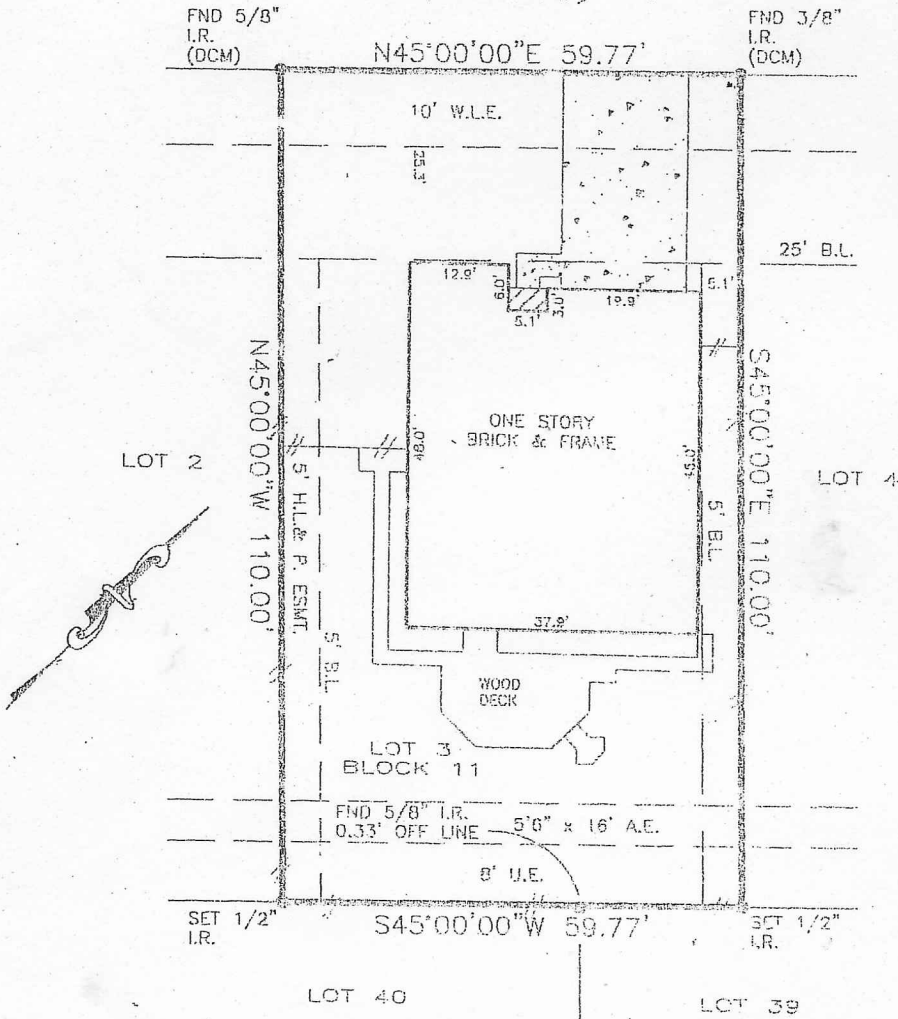 FND 5/8"
I.R.
(DCM)
FND 3/8"
I.R.
(DCM)
N45°00'00"E 59.77'
10' W.L.E.
25.3'
25' B.L.
12.9'
6.0'
5.1'
3.0'
19.9'
5.1'
N45°00'00"W 110.00'
S45°00'00"E 110.00'
ONE STORY
BRICK & FRAME
48.0'
45.0'
LOT 2
LOT 4
5' H.L.& P. ESMT.
5' B.L.
5' B.L.
37.9'
WOOD
DECK
LOT 3
BLOCK 11
FND 5/8" I.R.
0.33' OFF LINE
5'6" x 16' A.E.
8' U.E.
SET 1/2"
I.R.
S45°00'00"W 59.77'
SET 1/2"
I.R.
LOT 40
LOT 39